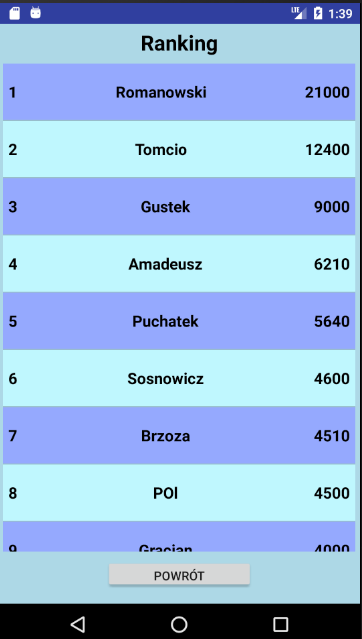 LTE 1:39
Ranking
1 Romanowski 21000
2 Tomcio 12400
3 Gustek 9000
4 Amadeusz 6210
5 Puchatek 5640
6 Sosnowicz 4600
7 Brzoza 4510
8 POl 4500
9 Gracjan 4000
POWRÓT